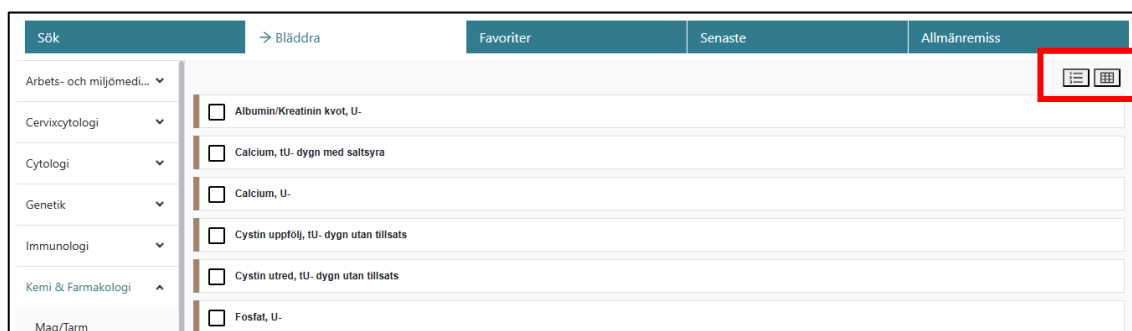 Sök
→ Bläddra
Favoriter
Senaste
Allmänremiss
Arbets- och miljömedi...
Cervixcytologi
Cytologi
Genetik
Immunologi
Kemi & Farmakologi
Mag/Tarm
Albumin/Kreatinin kvot, U-
Calcium, tU- dygn med saltsyra
Calcium, U-
Cystin uppfölj, tU- dygn utan tillsats
Cystin utred, tU- dygn utan tillsats
Fosfat, U-